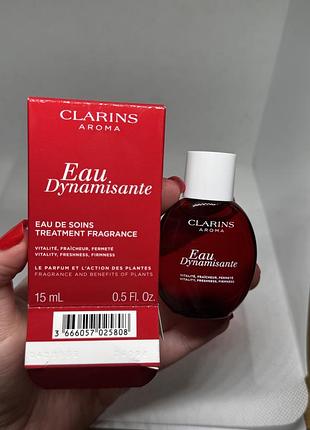 CLARINS
AROMA
Eau
Dynamisante
EAU DE SOINS
TREATMENT FRAGRANCE
VITALITÉ, FRAÎCHEUR, FERMETÉ
VITALITY, FRESHNESS, FIRMNESS
LE PARFUM ET L'ACTION DES PLANTES
FRAGRANCE AND BENEFITS OF PLANTS
15 mL 0.5 Fl. Oz.
3 666057 025808
CLARINS
AROMA
Eau
Dynamisante
VITALITÉ, FRAÎCHEUR, FERMETÉ
VITALITY, FRESHNESS, FIRMNESS